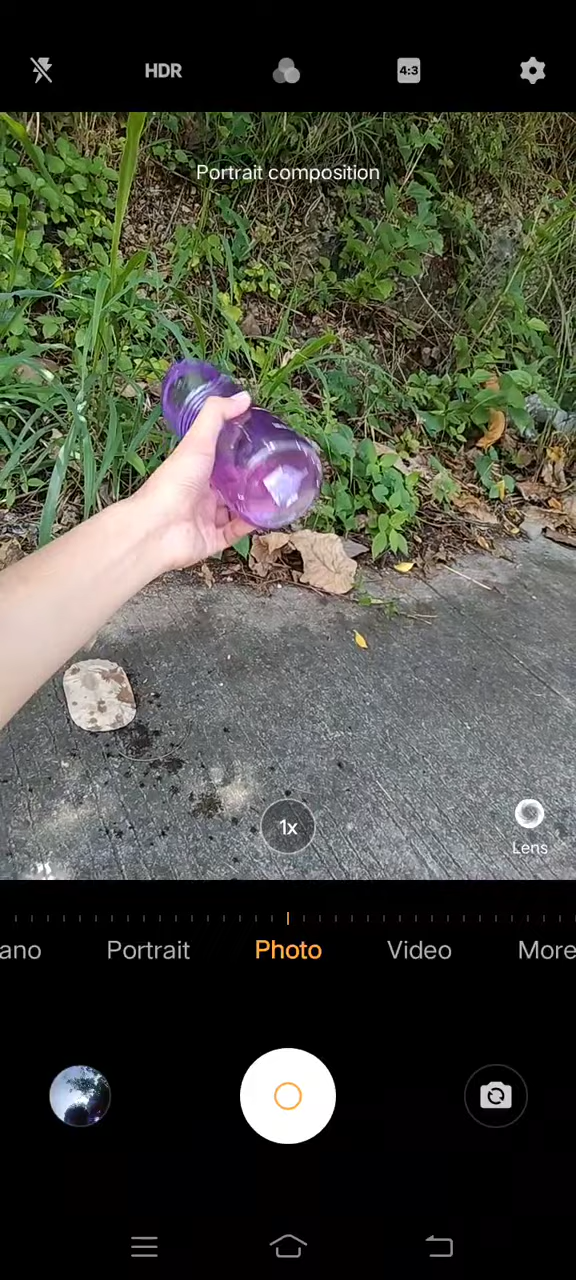 HDR
4:3
Portrait composition
1x
Lens
ano
Portrait
Photo
Video
More